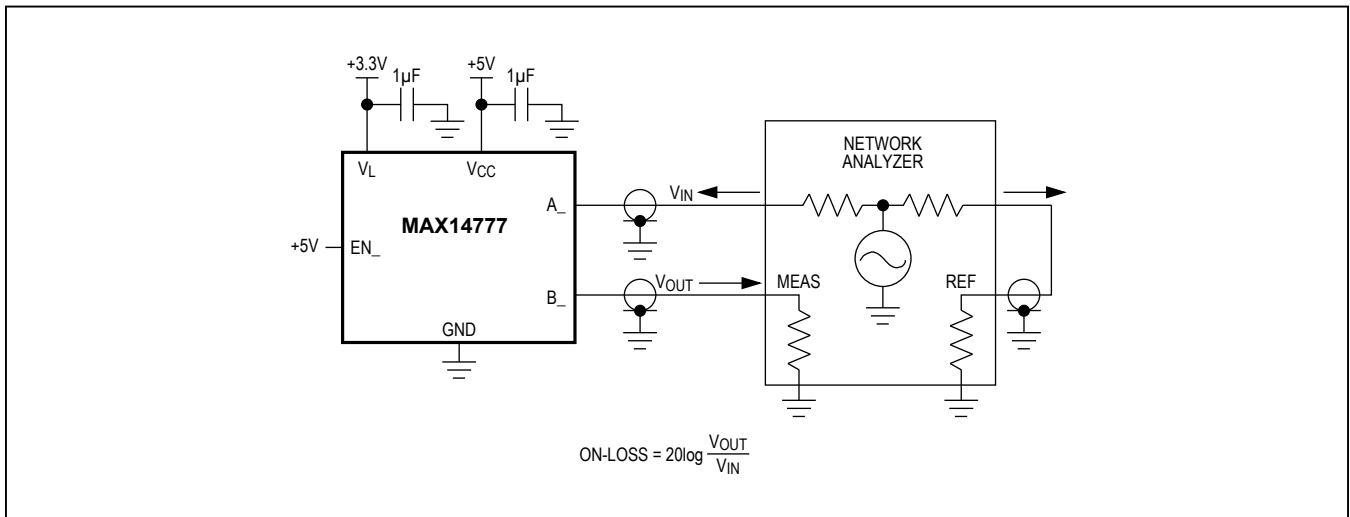 +3.3V
1µF
+5V
1µF
VL
VCC
MAX14777
A_
+5V
EN_
B_
GND
VIN
VOUT
NETWORK
ANALYZER
MEAS
REF
ON-LOSS = 20log VOUT
VIN